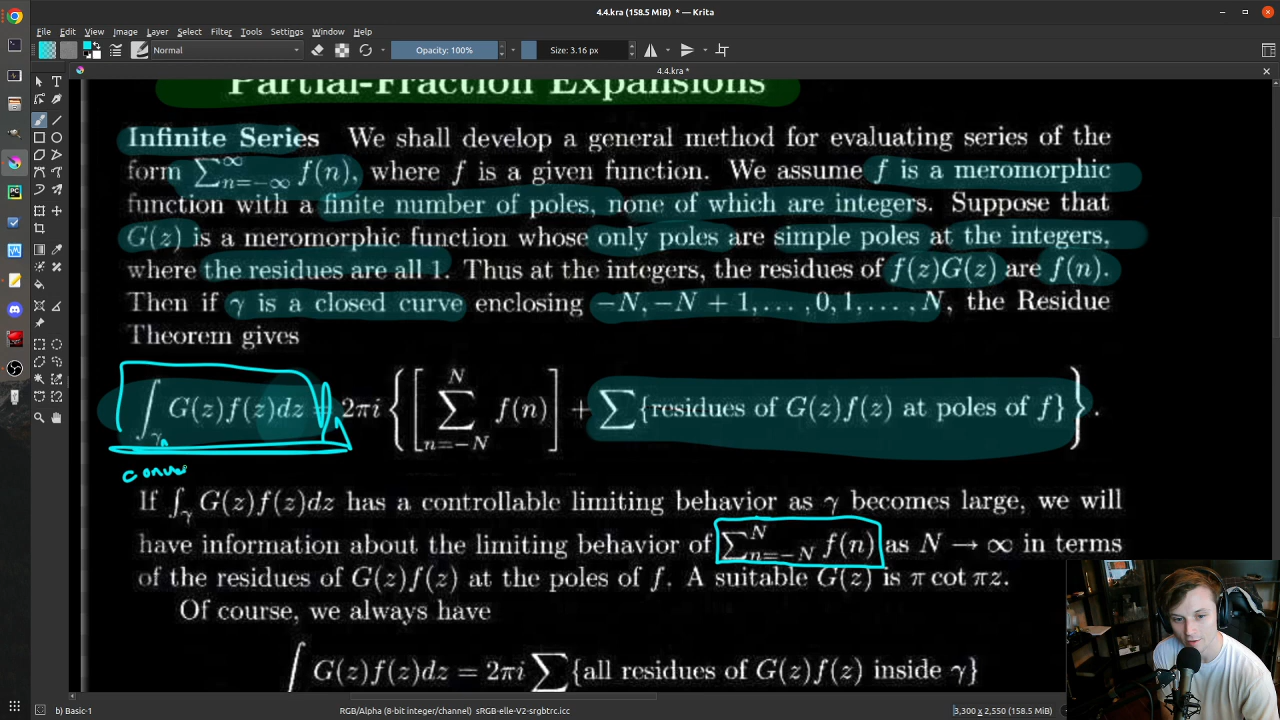 4.4.kra (158.5 MiB) * — Krita
File Edit View Image Layer Select Filter Tools Settings Window Help
Normal Opacity: 100% Size: 3.16 px
4.4.kra *
Partial-Fraction Expansions
Infinite Series We shall develop a general method for evaluating series of the
form ∑_{n=−∞}^{∞} f(n), where f is a given function. We assume f is a meromorphic
function with a finite number of poles, none of which are integers. Suppose that
G(z) is a meromorphic function whose only poles are simple poles at the integers,
where the residues are all 1. Thus at the integers, the residues of f(z)G(z) are f(n).
Then if γ is a closed curve enclosing −N, −N + 1, . . . , 0, 1, . . . , N, the Residue
Theorem gives
∫_γ G(z)f(z)dz = 2πi { [ ∑_{n=−N}^{N} f(n) ] + ∑ {residues of G(z)f(z) at poles of f} } .
conve
If ∫_γ G(z)f(z)dz has a controllable limiting behavior as γ becomes large, we will
have information about the limiting behavior of ∑_{n=−N}^{N} f(n) as N → ∞ in terms
of the residues of G(z)f(z) at the poles of f. A suitable G(z) is π cot πz.
Of course, we always have
∫ G(z)f(z)dz = 2πi ∑ {all residues of G(z)f(z) inside γ}
b) Basic-1 RGB/Alpha (8-bit integer/channel) sRGB-elle-V2-srgbtrc.icc 3,300 x 2,550 (158.5 MiB)